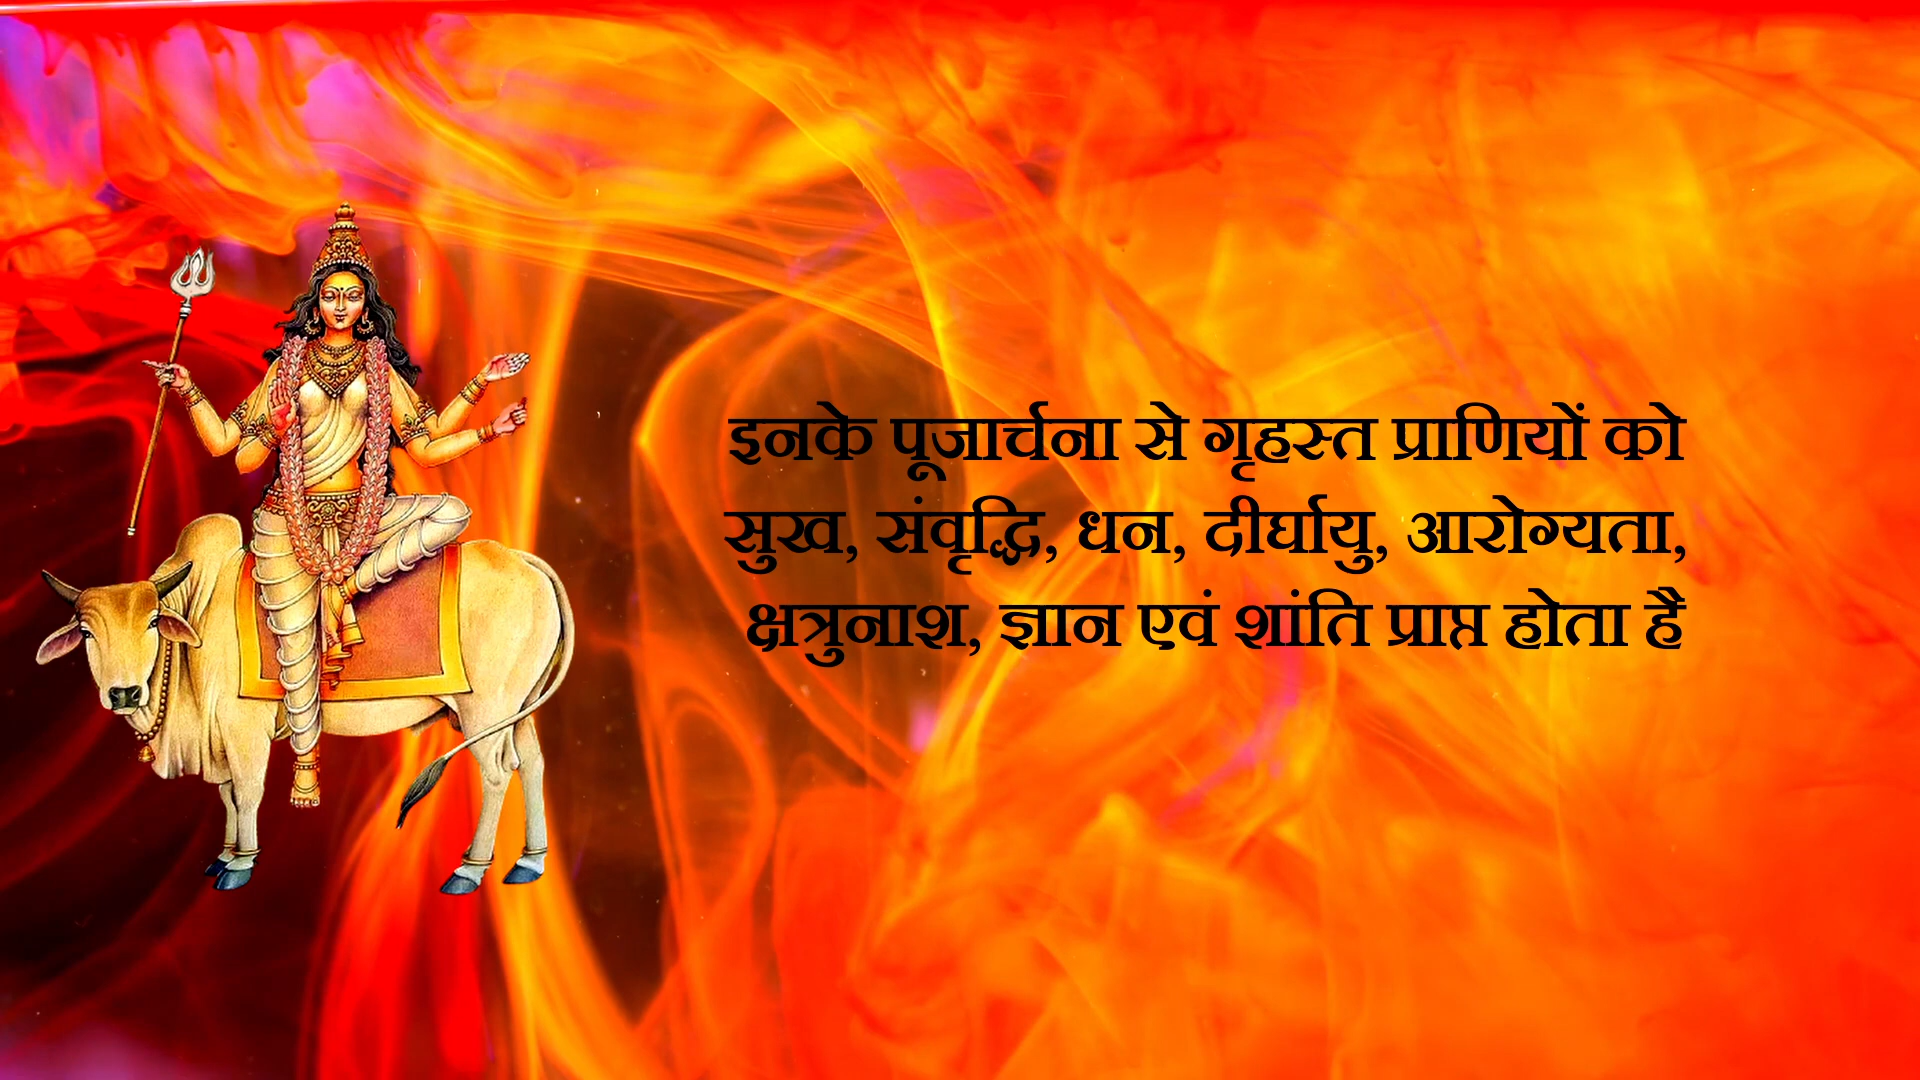 इनके पूजार्चना से गृहस्त प्राणियों को
सुख, संवृद्धि, धन, दीर्घायु, आरोग्यता,
क्षत्रुनाश, ज्ञान एवं शांति प्राप्त होता है